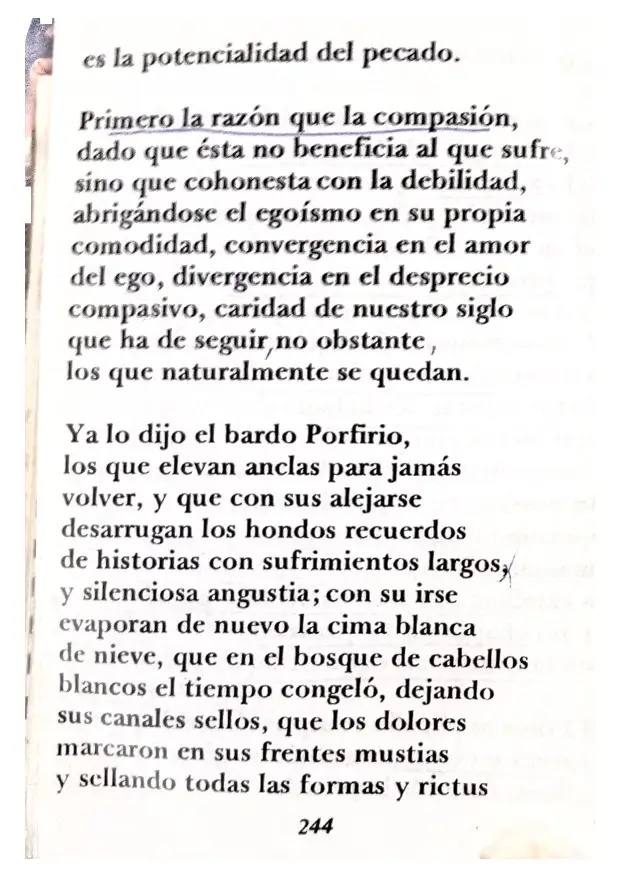 es la potencialidad del pecado.
Primero la razón que la compasión,
dado que ésta no beneficia al que sufre,
sino que cohonesta con la debilidad,
abrigándose el egoísmo en su propia
comodidad, convergencia en el amor
del ego, divergencia en el desprecio
compasivo, caridad de nuestro siglo
que ha de seguir, no obstante,
los que naturalmente se quedan.
Ya lo dijo el bardo Porfirio,
los que elevan anclas para jamás
volver, y que con sus alejarse
desarrugan los hondos recuerdos
de historias con sufrimientos largos,
y silenciosa angustia; con su irse
evaporan de nuevo la cima blanca
de nieve, que en el bosque de cabellos
blancos el tiempo congeló, dejando
sus canales sellos, que los dolores
marcaron en sus frentes mustias
y sellando todas las formas y rictus
244